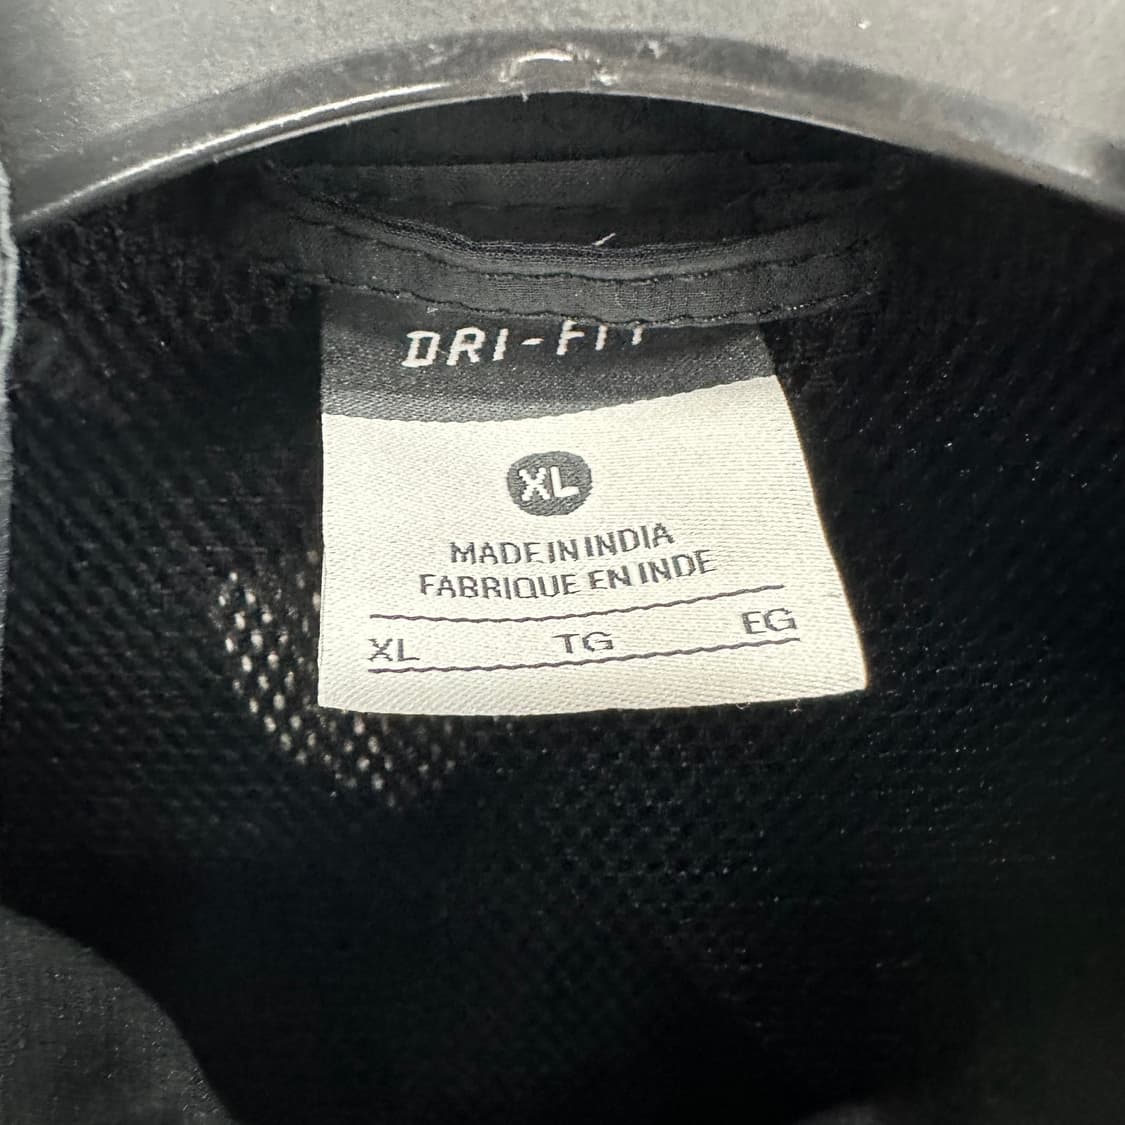 DRI-FIT
XL
MADE IN INDIA
FABRIQUE EN INDE
XL TG EG